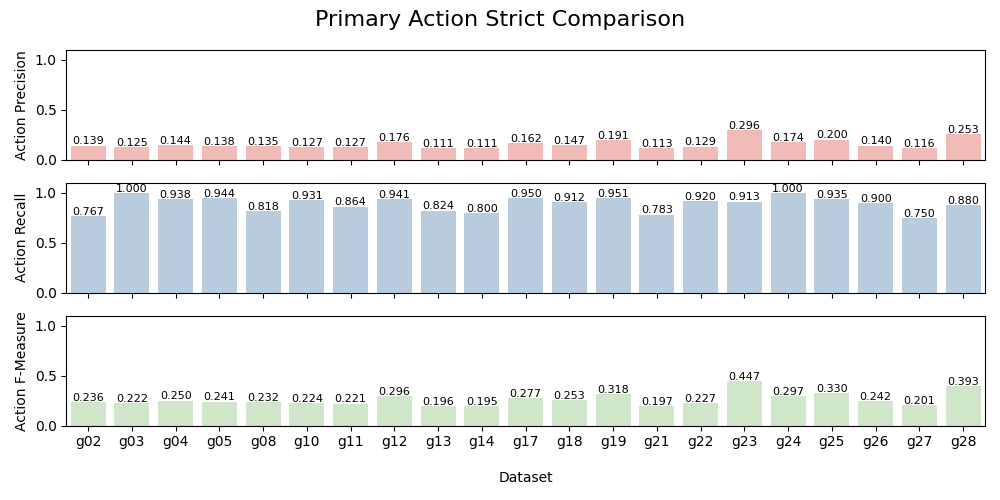 Primary Action Strict Comparison
Action Precision
1.0
0.5
0.0
0.139 0.125 0.144 0.138 0.135 0.127 0.127 0.176 0.111 0.111 0.162 0.147 0.191 0.113 0.129 0.296 0.174 0.200 0.140 0.116 0.253
Action Recall
1.0
0.5
0.0
0.767 1.000 0.938 0.944 0.818 0.931 0.864 0.941 0.824 0.800 0.950 0.912 0.951 0.783 0.920 0.913 1.000 0.935 0.900 0.750 0.880
Action F-Measure
1.0
0.5
0.0
0.236 0.222 0.250 0.241 0.232 0.224 0.221 0.296 0.196 0.195 0.277 0.253 0.318 0.197 0.227 0.447 0.297 0.330 0.242 0.201 0.393
g02 g03 g04 g05 g08 g10 g11 g12 g13 g14 g17 g18 g19 g21 g22 g23 g24 g25 g26 g27 g28
Dataset